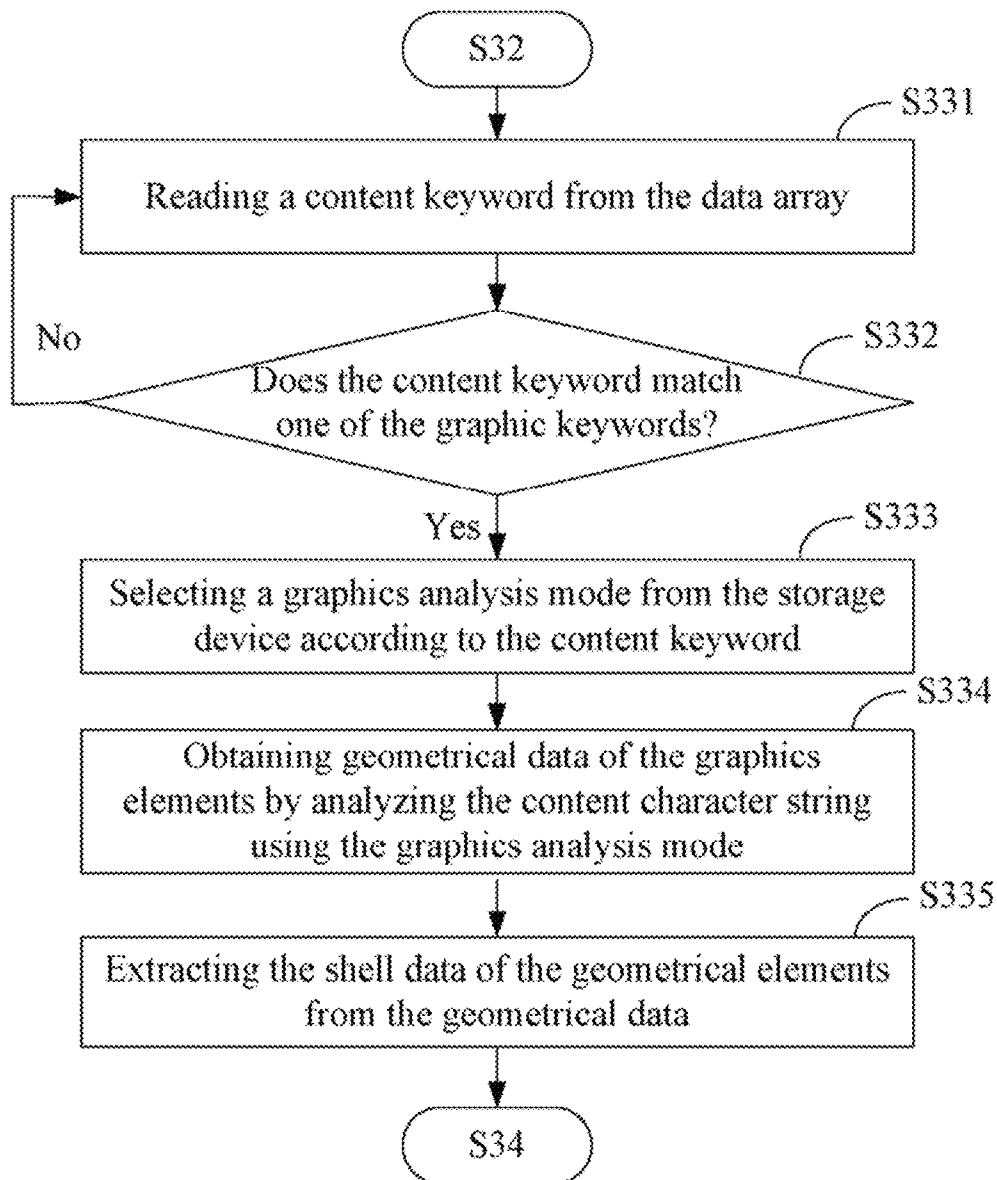 S32
S331
Reading a content keyword from the data array
No
S332
Does the content keyword match
one of the graphic keywords?
Yes
S333
Selecting a graphics analysis mode from the storage
device according to the content keyword
S334
Obtaining geometrical data of the graphics
elements by analyzing the content character string
using the graphics analysis mode
S335
Extracting the shell data of the geometrical elements
from the geometrical data
S34